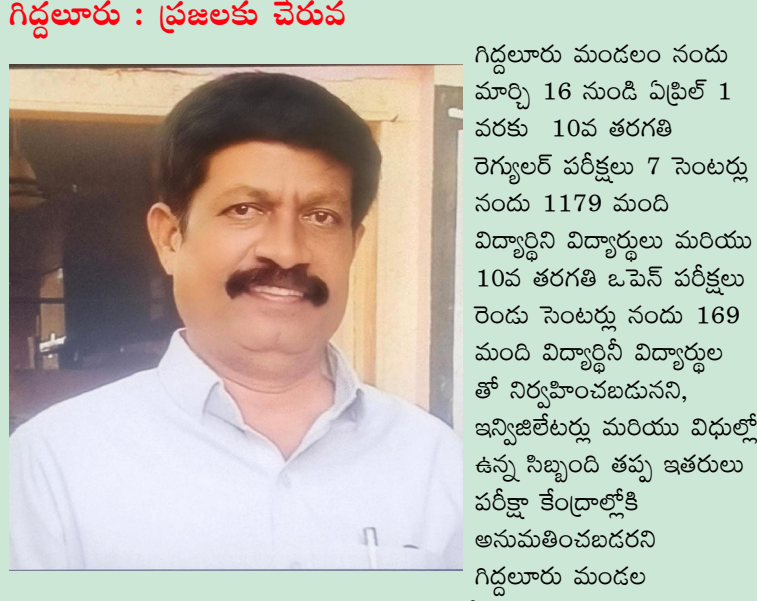 గిద్దలూరు : ప్రజలకు చేరువ
గిద్దలూరు మండలం నందు
మార్చి 16 నుండి ఏప్రిల్ 1
వరకు 10వ తరగతి
రెగ్యులర్ పరీక్షలు 7 సెంటర్లు
నందు 1179 మంది
విద్యార్థిని విద్యార్థులు మరియు
10వ తరగతి ఒపెన్ పరీక్షలు
రెండు సెంటర్లు నందు 169
మంది విద్యార్థినీ విద్యార్థుల
తో నిర్వహించబడునని,
ఇన్విజిలేటర్లు మరియు విధుల్లో
ఉన్న సిబ్బంది తప్ప ఇతరులు
పరీక్షా కేంద్రాల్లోకి
అనుమతించబడరని
గిద్దలూరు మండల